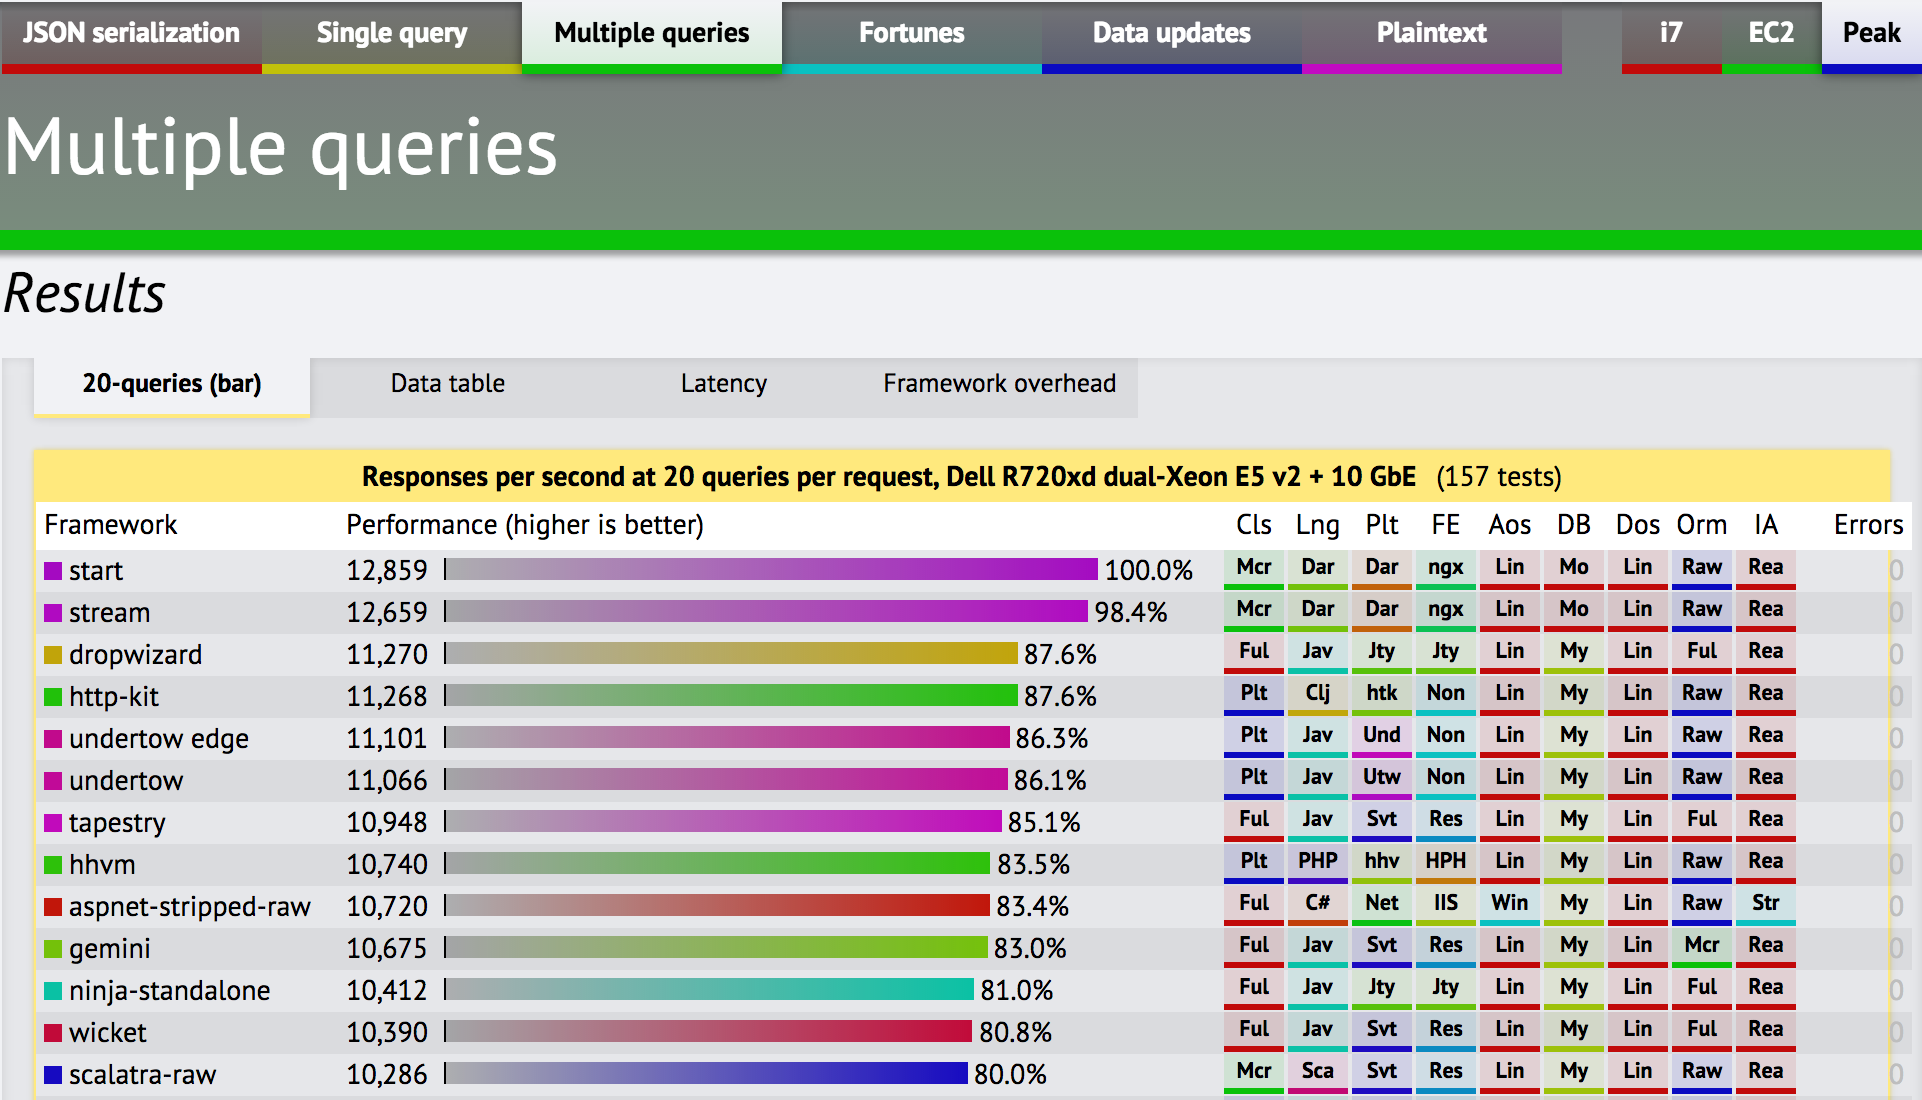 JSON serialization Single query Multiple queries Fortunes Data updates Plaintext i7 EC2 Peak
Multiple queries
Results
20-queries (bar) Data table Latency Framework overhead
Responses per second at 20 queries per request, Dell R720xd dual-Xeon E5 v2 + 10 GbE (157 tests)
Framework Performance (higher is better) Cls Lng Plt FE Aos DB Dos Orm IA Errors
start 12,859 100.0% Mcr Dar Dar ngx Lin Mo Lin Raw Rea 0
stream 12,659 98.4% Mcr Dar Dar ngx Lin Mo Lin Raw Rea 0
dropwizard 11,270 87.6% Ful Jav Jty Jty Lin My Lin Ful Rea 0
http-kit 11,268 87.6% Plt Clj htk Non Lin My Lin Raw Rea 0
undertow edge 11,101 86.3% Plt Jav Und Non Lin My Lin Raw Rea 0
undertow 11,066 86.1% Plt Jav Utw Non Lin My Lin Raw Rea 0
tapestry 10,948 85.1% Ful Jav Svt Res Lin My Lin Ful Rea 0
hhvm 10,740 83.5% Plt PHP hhv HPH Lin My Lin Raw Rea 0
aspnet-stripped-raw 10,720 83.4% Ful C# Net IIS Win My Lin Raw Str 0
gemini 10,675 83.0% Ful Jav Svt Res Lin My Lin Mcr Rea 0
ninja-standalone 10,412 81.0% Ful Jav Jty Jty Lin My Lin Ful Rea 0
wicket 10,390 80.8% Ful Jav Svt Res Lin My Lin Ful Rea 0
scalatra-raw 10,286 80.0% Mcr Sca Svt Res Lin My Lin Raw Rea 0